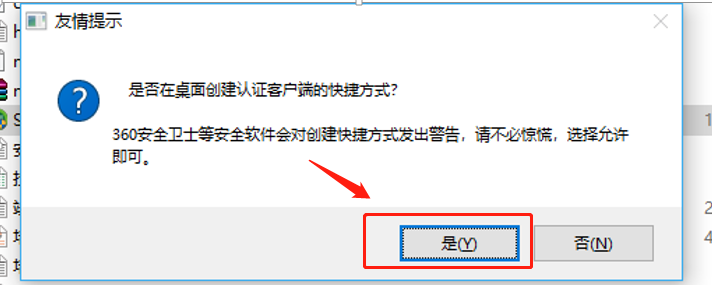 友情提示
是否在桌面创建认证客户端的快捷方式?
360安全卫士等安全软件会对创建快捷方式发出警告，请不必惊慌，选择允许
即可。
是(Y)
否(N)